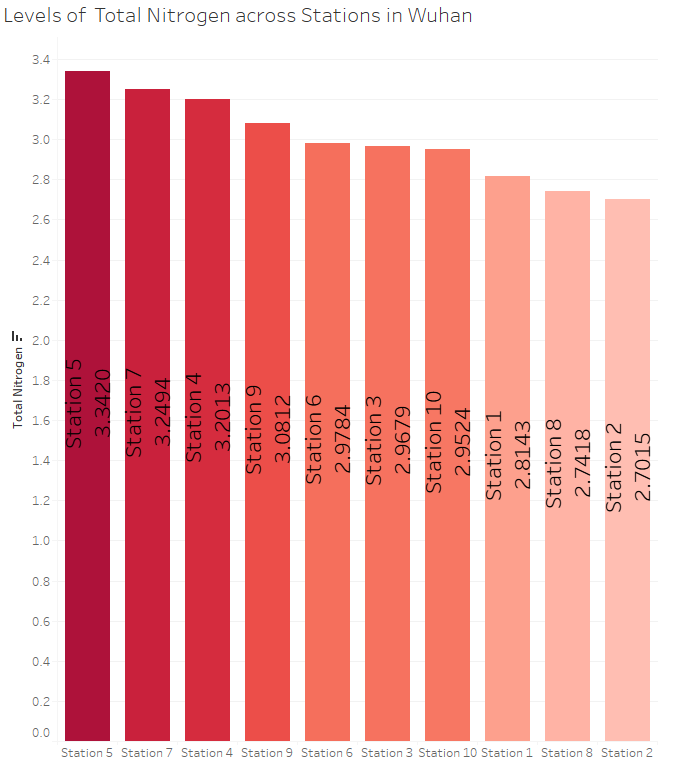 Levels of  Total Nitrogen across Stations in Wuhan
Total Nitrogen
3.4
3.2
3.0
2.8
2.6
2.4
2.2
2.0
1.8
1.6
1.4
1.2
1.0
0.8
0.6
0.4
0.2
0.0
Station 5
3.3420
Station 7
3.2494
Station 4
3.2013
Station 9
3.0812
Station 6
2.9784
Station 3
2.9679
Station 10
2.9524
Station 1
2.8143
Station 8
2.7418
Station 2
2.7015
Station 5 Station 7 Station 4 Station 9 Station 6 Station 3 Station 10 Station 1 Station 8 Station 2